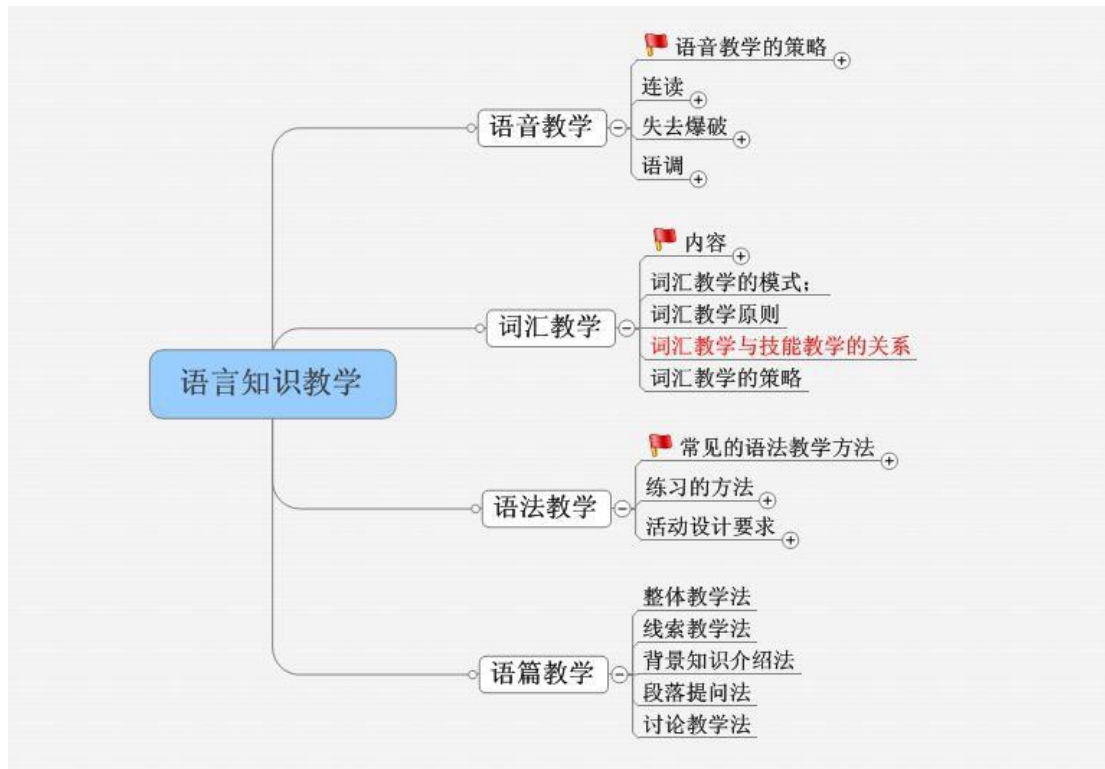 语言知识教学
语音教学
语音教学的策略
连读
失去爆破
语调
词汇教学
内容
词汇教学的模式;
词汇教学原则
词汇教学与技能教学的关系
词汇教学的策略
语法教学
常见的语法教学方法
练习的方法
活动设计要求
语篇教学
整体教学法
线索教学法
背景知识介绍法
段落提问法
讨论教学法